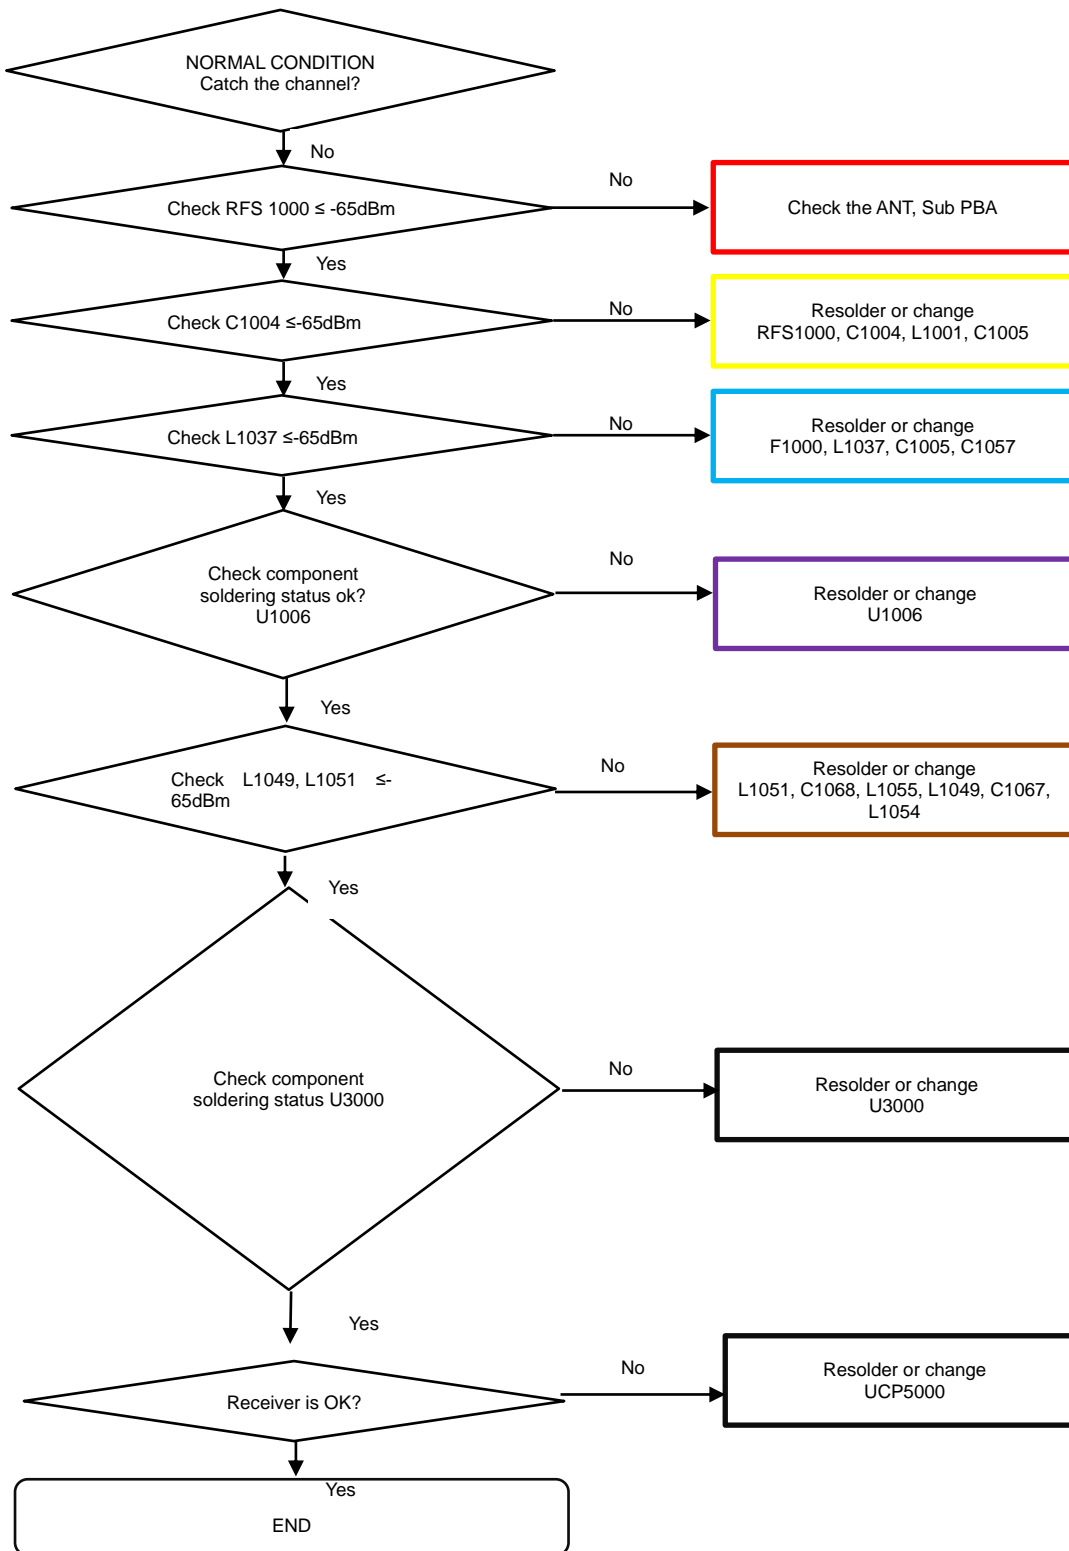 NORMAL CONDITION
Catch the channel?
No
Check RFS 1000 ≤ -65dBm
No
Check the ANT, Sub PBA
Yes
Check C1004 ≤-65dBm
No
Resolder or change
RFS1000, C1004, L1001, C1005
Yes
Check L1037 ≤-65dBm
No
Resolder or change
F1000, L1037, C1005, C1057
Yes
Check component
soldering status ok?
U1006
No
Resolder or change
U1006
Yes
Check L1049, L1051 ≤-
65dBm
No
Resolder or change
L1051, C1068, L1055, L1049, C1067,
L1054
Yes
Check component
soldering status U3000
No
Resolder or change
U3000
Yes
Receiver is OK?
No
Resolder or change
UCP5000
Yes
END